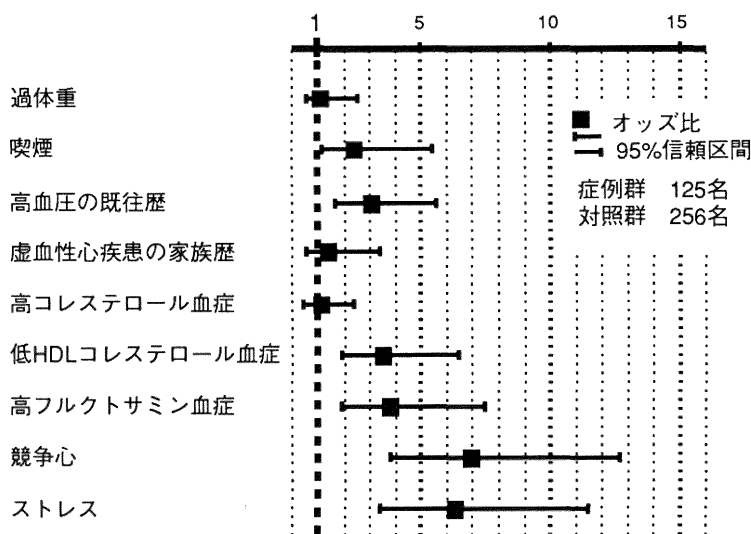 1 5 10 15
過体重
喫煙
高血圧の既往歴
虚血性心疾患の家族歴
高コレステロール血症
低HDLコレステロール血症
高フルクトサミン血症
競争心
ストレス
オッズ比
95%信頼区間
症例群 125名
対照群 256名